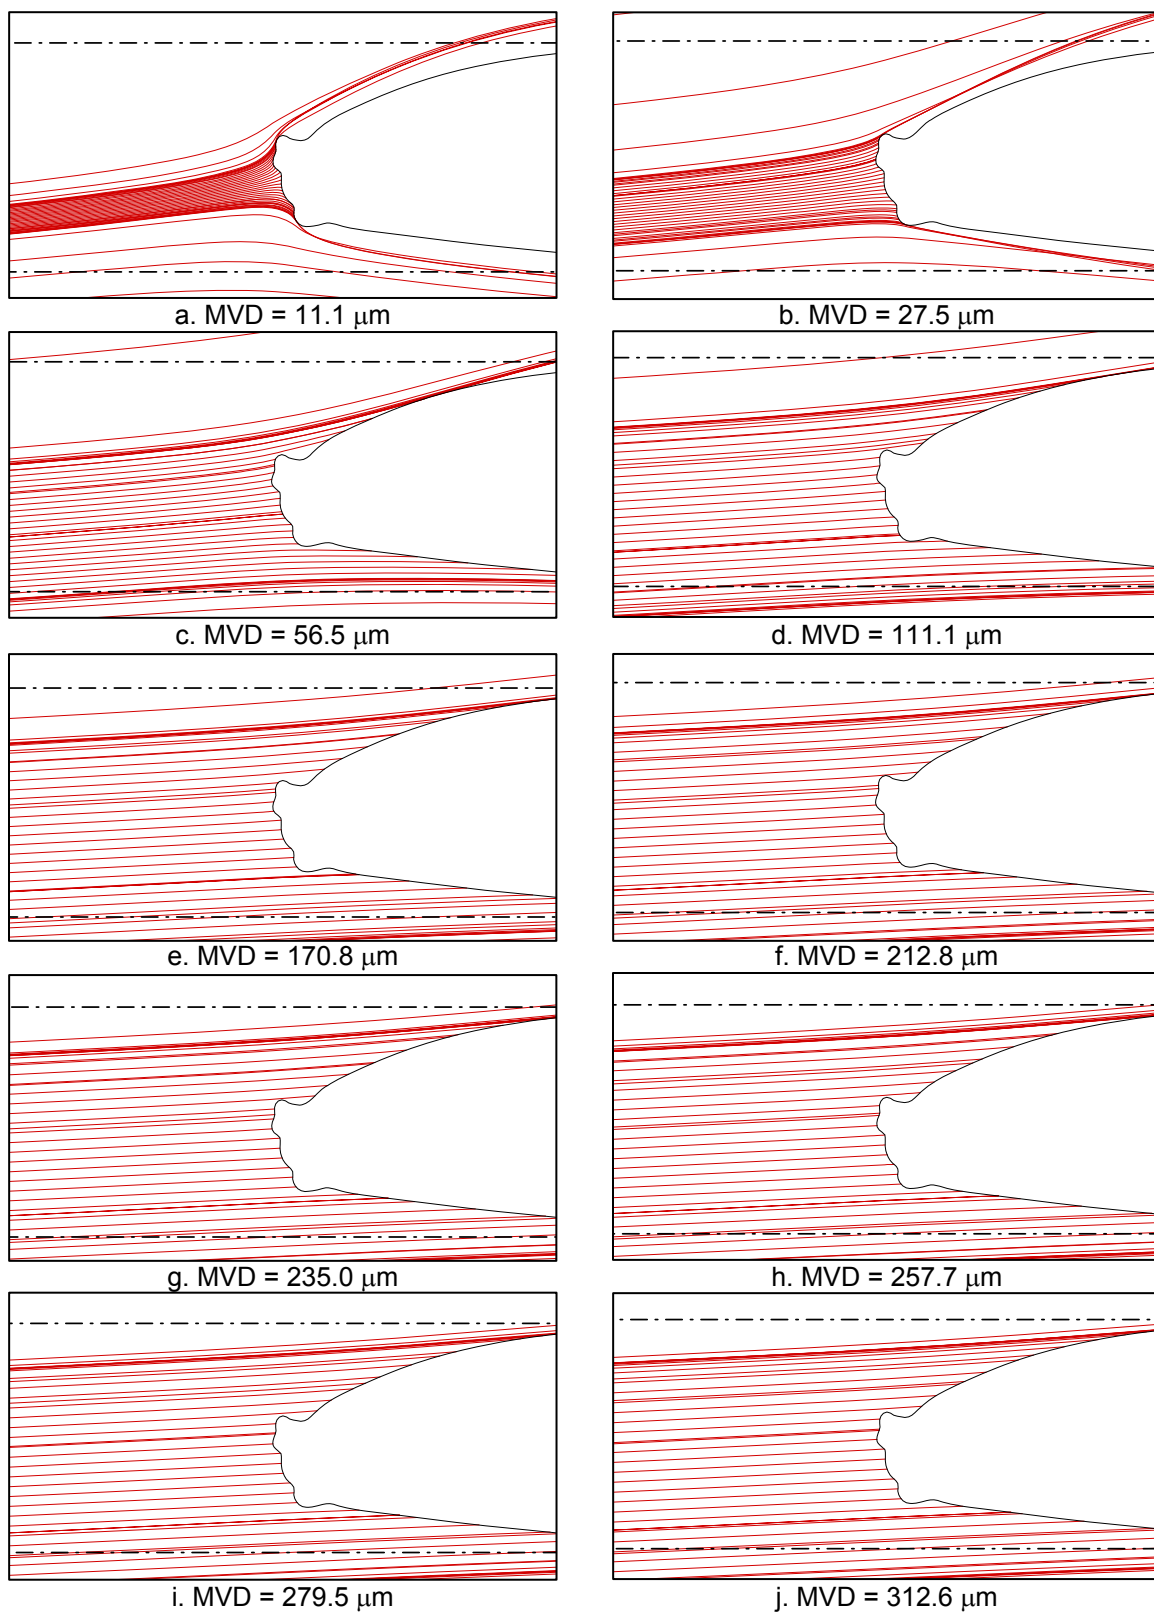 a. MVD = 11.1 μm
b. MVD = 27.5 μm
c. MVD = 56.5 μm
d. MVD = 111.1 μm
e. MVD = 170.8 μm
f. MVD = 212.8 μm
g. MVD = 235.0 μm
h. MVD = 257.7 μm
i. MVD = 279.5 μm
j. MVD = 312.6 μm